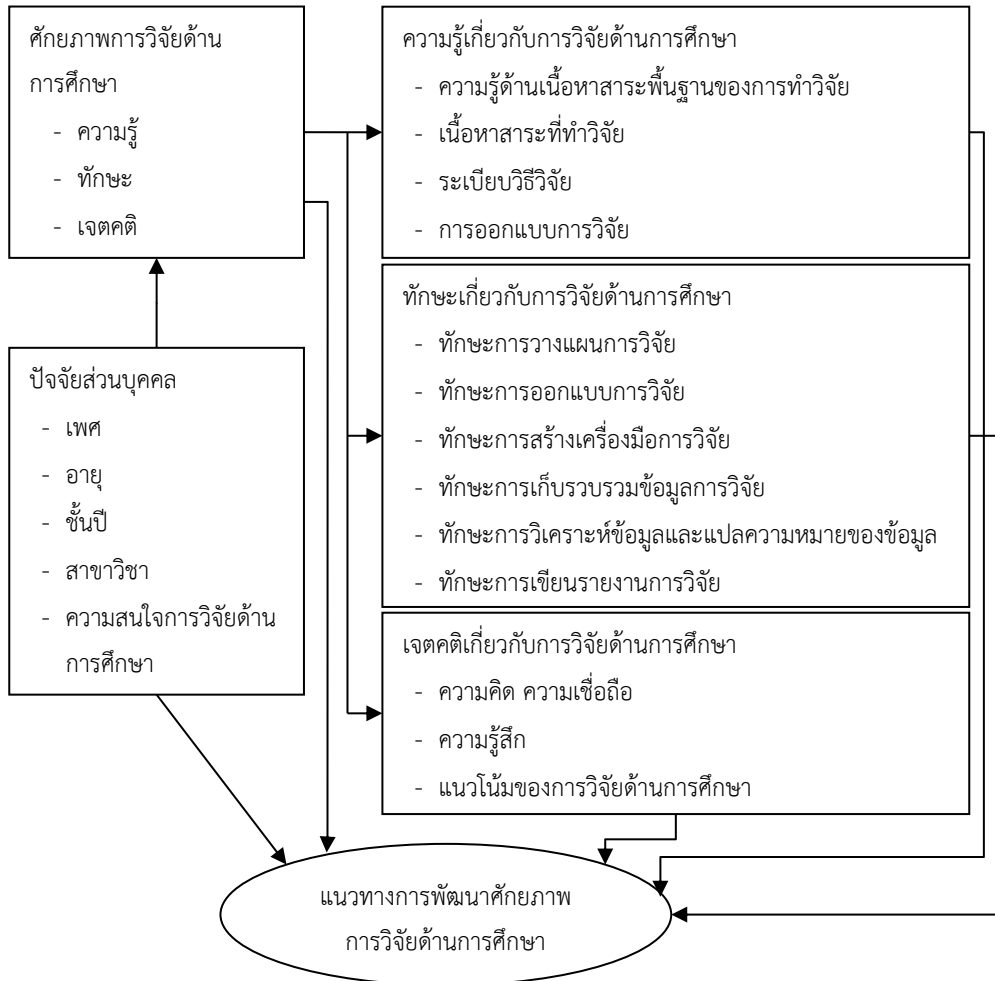 ศักยภาพการวิจัยด้าน
การศึกษา
- ความรู้
- ทักษะ
- เจตคติ
ปัจจัยส่วนบุคคล
- เพศ
- อายุ
- ชั้นปี
- สาขาวิชา
- ความสนใจการวิจัยด้าน
การศึกษา
ความรู้เกี่ยวกับการวิจัยด้านการศึกษา
- ความรู้ด้านเนื้อหาสาระพื้นฐานของการทำวิจัย
- เนื้อหาสาระที่ทำวิจัย
- ระเบียบวิธีวิจัย
- การออกแบบการวิจัย
ทักษะเกี่ยวกับการวิจัยด้านการศึกษา
- ทักษะการวางแผนการวิจัย
- ทักษะการออกแบบการวิจัย
- ทักษะการสร้างเครื่องมือการวิจัย
- ทักษะการเก็บรวบรวมข้อมูลการวิจัย
- ทักษะการวิเคราะห์ข้อมูลและแปลความหมายของข้อมูล
- ทักษะการเขียนรายงานการวิจัย
เจตคติเกี่ยวกับการวิจัยด้านการศึกษา
- ความคิด ความเชื่อถือ
- ความรู้สึก
- แนวโน้มของการวิจัยด้านการศึกษา
แนวทางการพัฒนาศักยภาพ
การวิจัยด้านการศึกษา